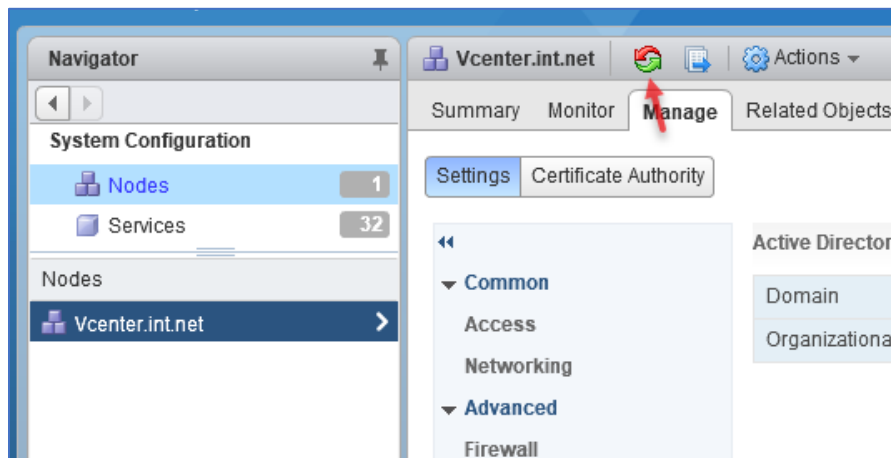 Navigator
Vcenter.int.net
Actions
Summary Monitor Manage Related Objects
System Configuration
Nodes 1
Services 32
Settings Certificate Authority
Nodes
Vcenter.int.net
Active Director
Common
Domain
Access
Organizationa
Networking
Advanced
Firewall